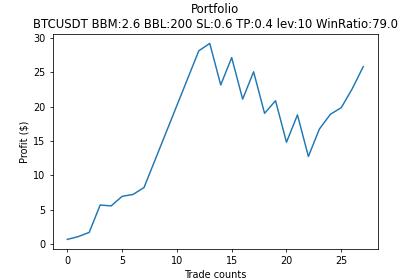 Portfolio
BTCUSDT BBM:2.6 BBL:200 SL:0.6 TP:0.4 lev:10 WinRatio:79.0
30
25
20
15
10
5
0
Profit ($)
0 5 10 15 20 25
Trade counts